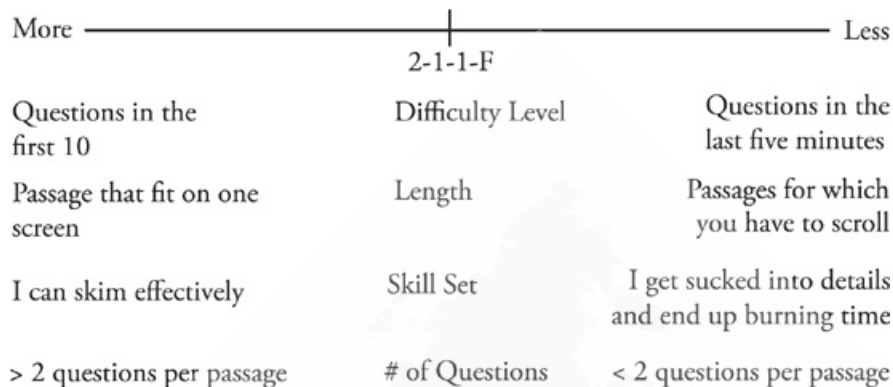 More Less
2-1-1-F
Questions in the first 10 Difficulty Level Questions in the last five minutes
Passage that fit on one screen Length Passages for which you have to scroll
I can skim effectively Skill Set I get sucked into details and end up burning time
> 2 questions per passage # of Questions < 2 questions per passage